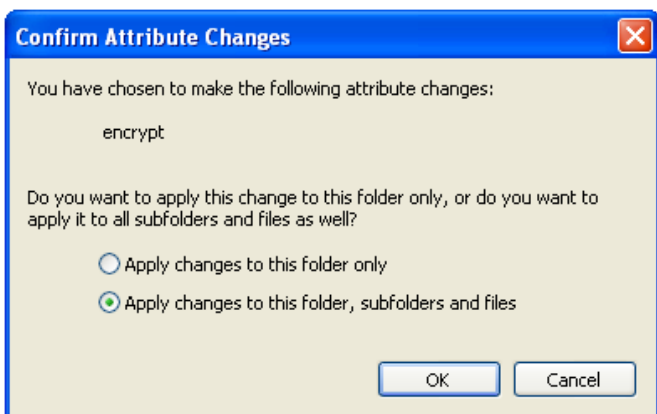 Confirm Attribute Changes
You have chosen to make the following attribute changes:
encrypt
Do you want to apply this change to this folder only, or do you want to
apply it to all subfolders and files as well?
Apply changes to this folder only
Apply changes to this folder, subfolders and files
OK Cancel